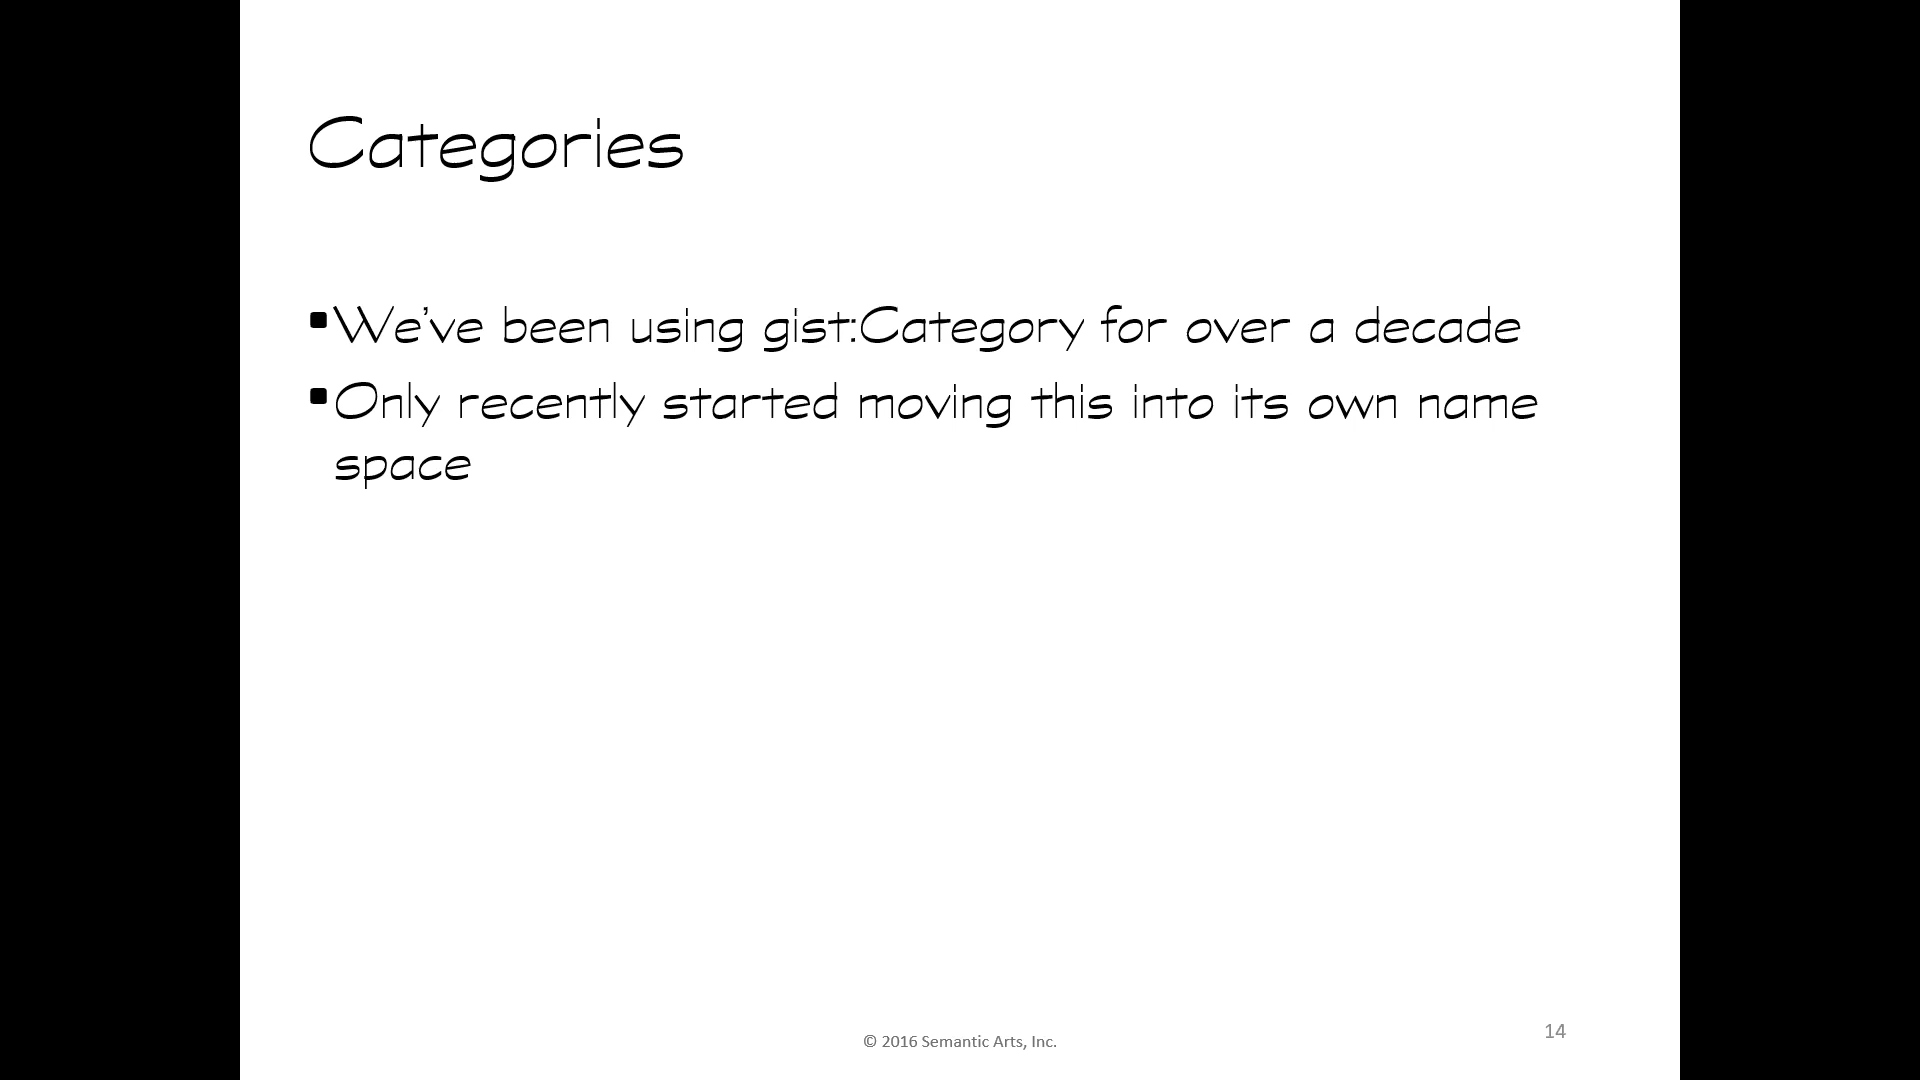 Categories
▪We've been using gist:Category for over a decade
▪Only recently started moving this into its own name
space
© 2016 Semantic Arts, Inc.
14